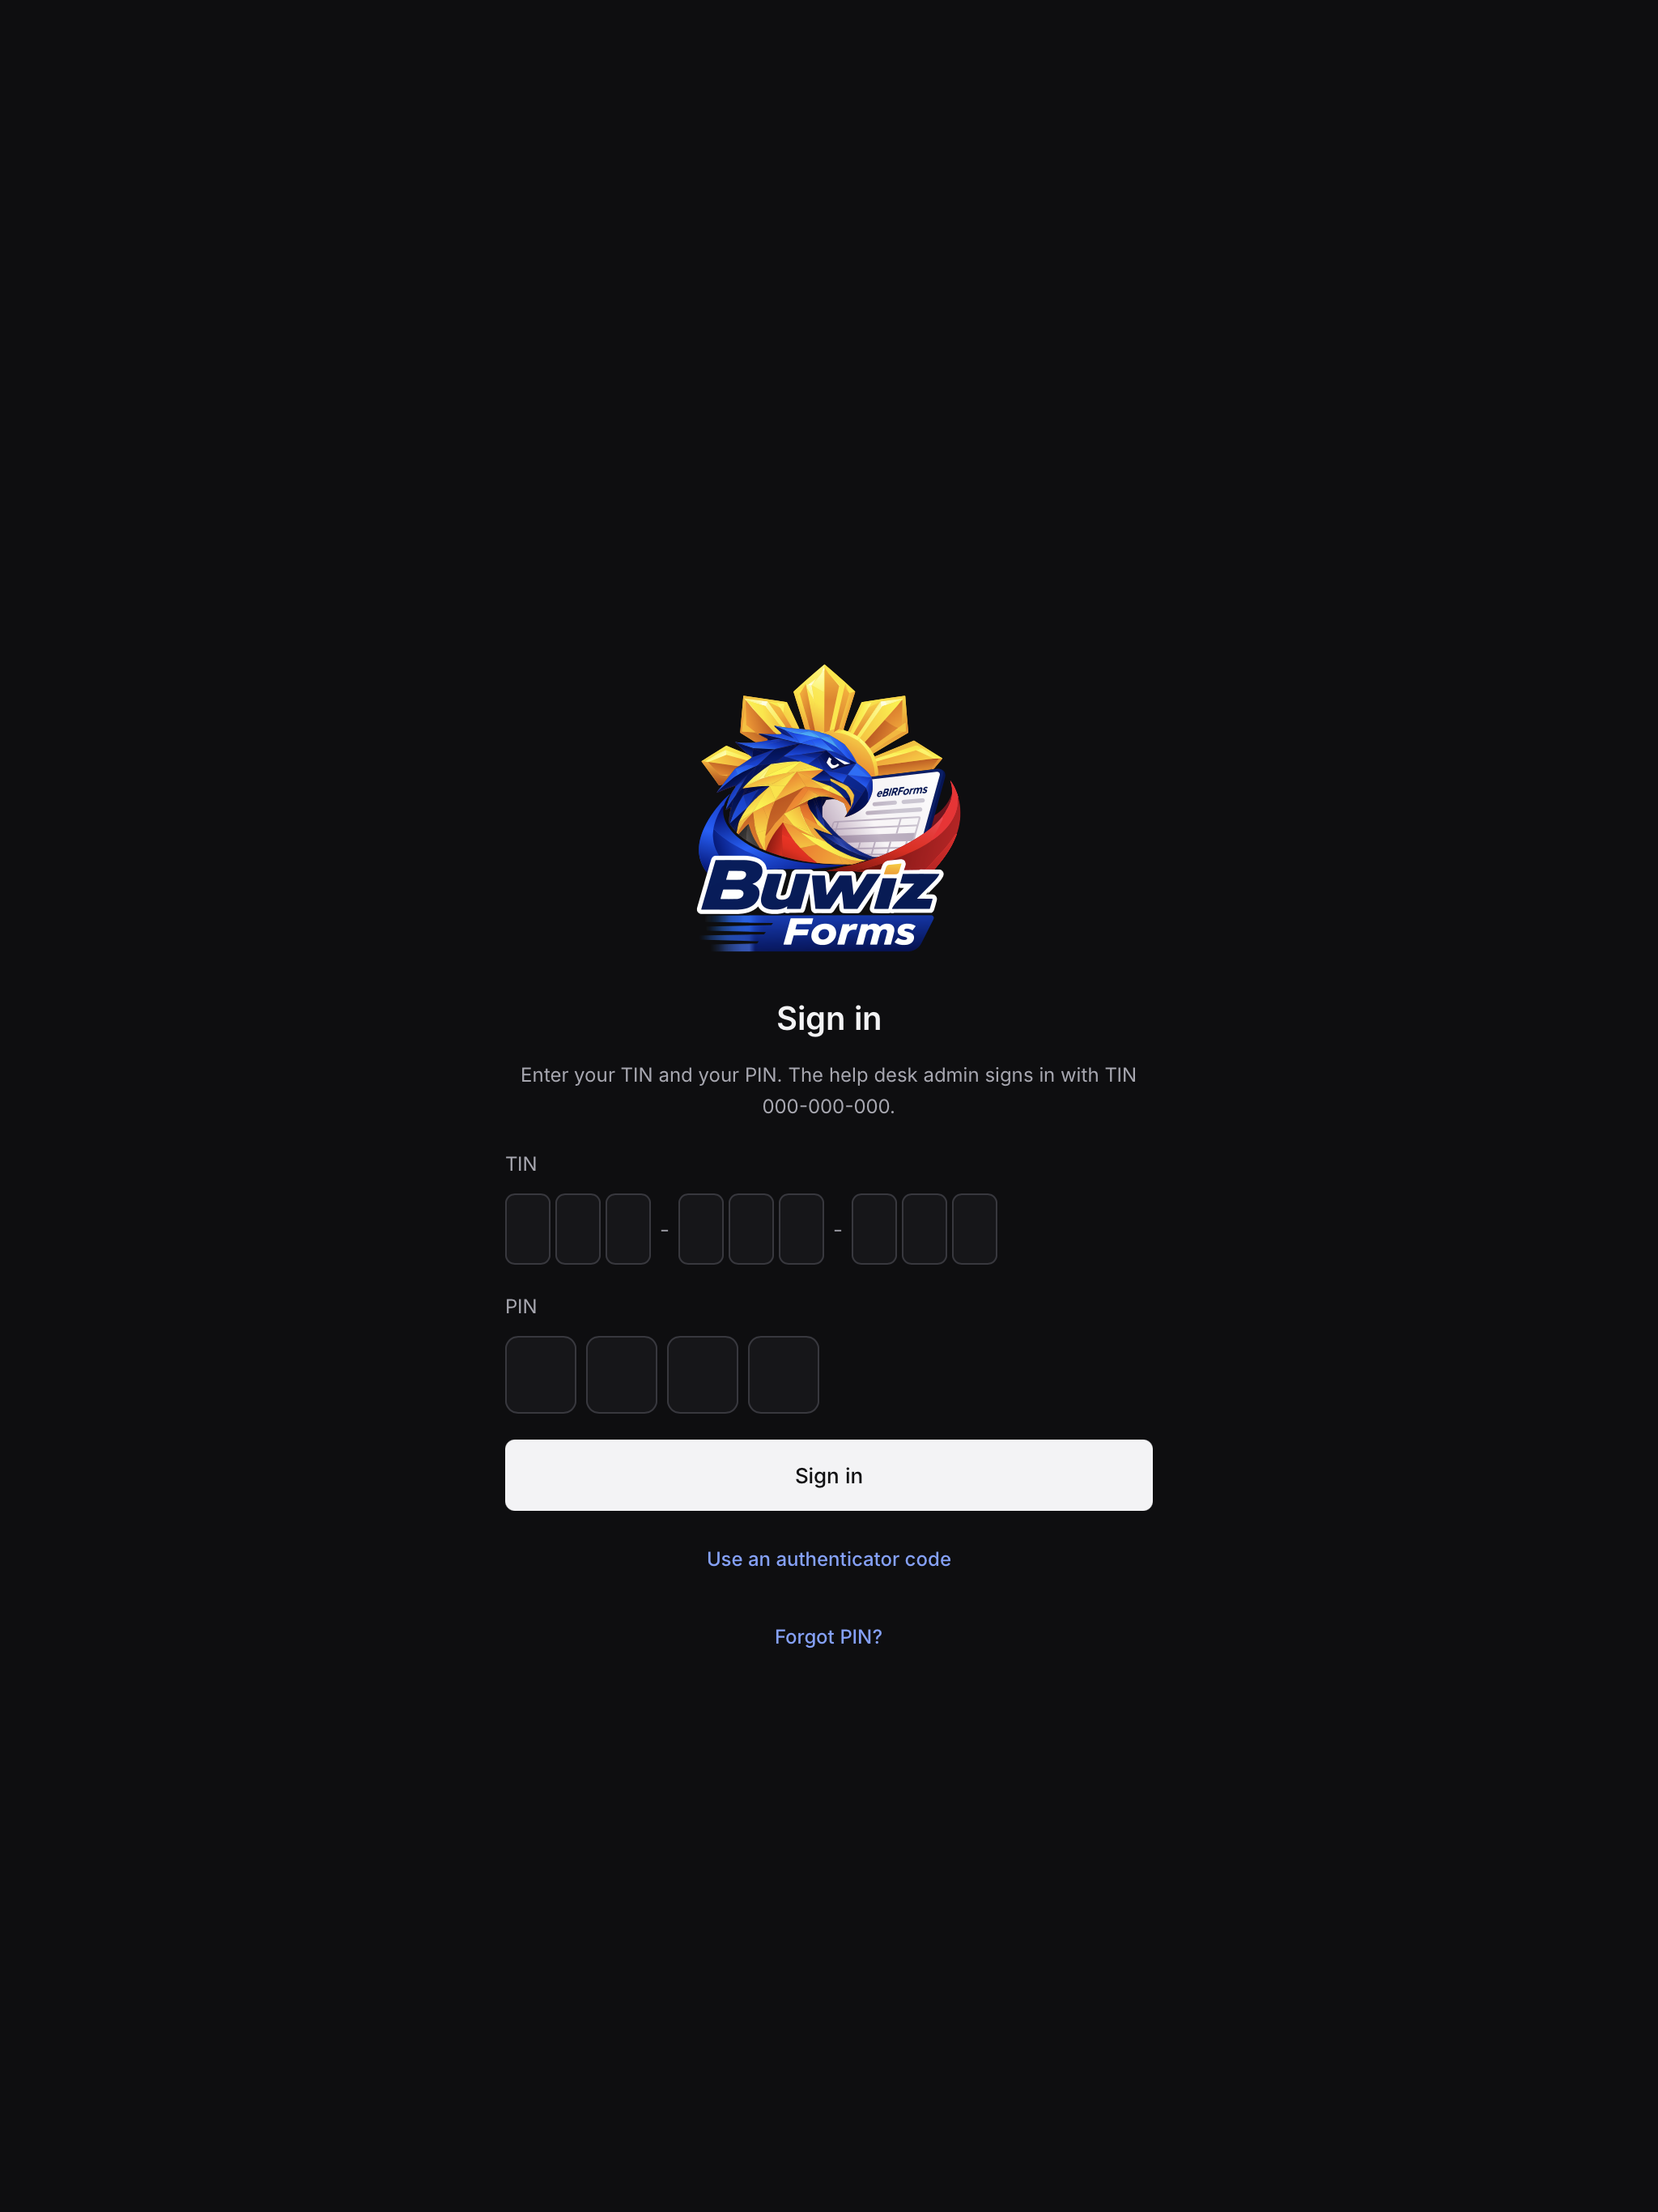 eBIRForms
Buwiz
Forms
Sign in
Enter your TIN and your PIN. The help desk admin signs in with TIN
000-000-000.
TIN
- -
PIN
Sign in
Use an authenticator code
Forgot PIN?